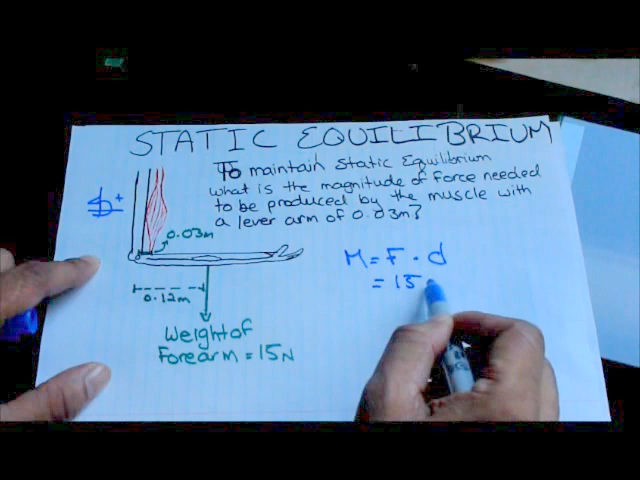 STATIC EQUILIBRIUM
To maintain static Equilibrium
what is the magnitude of force needed
to be produced by the muscle with
a lever arm of 0.03m?
+
0.03m
0.12m
Weight of
Forearm = 15N
M = F · d
= 15